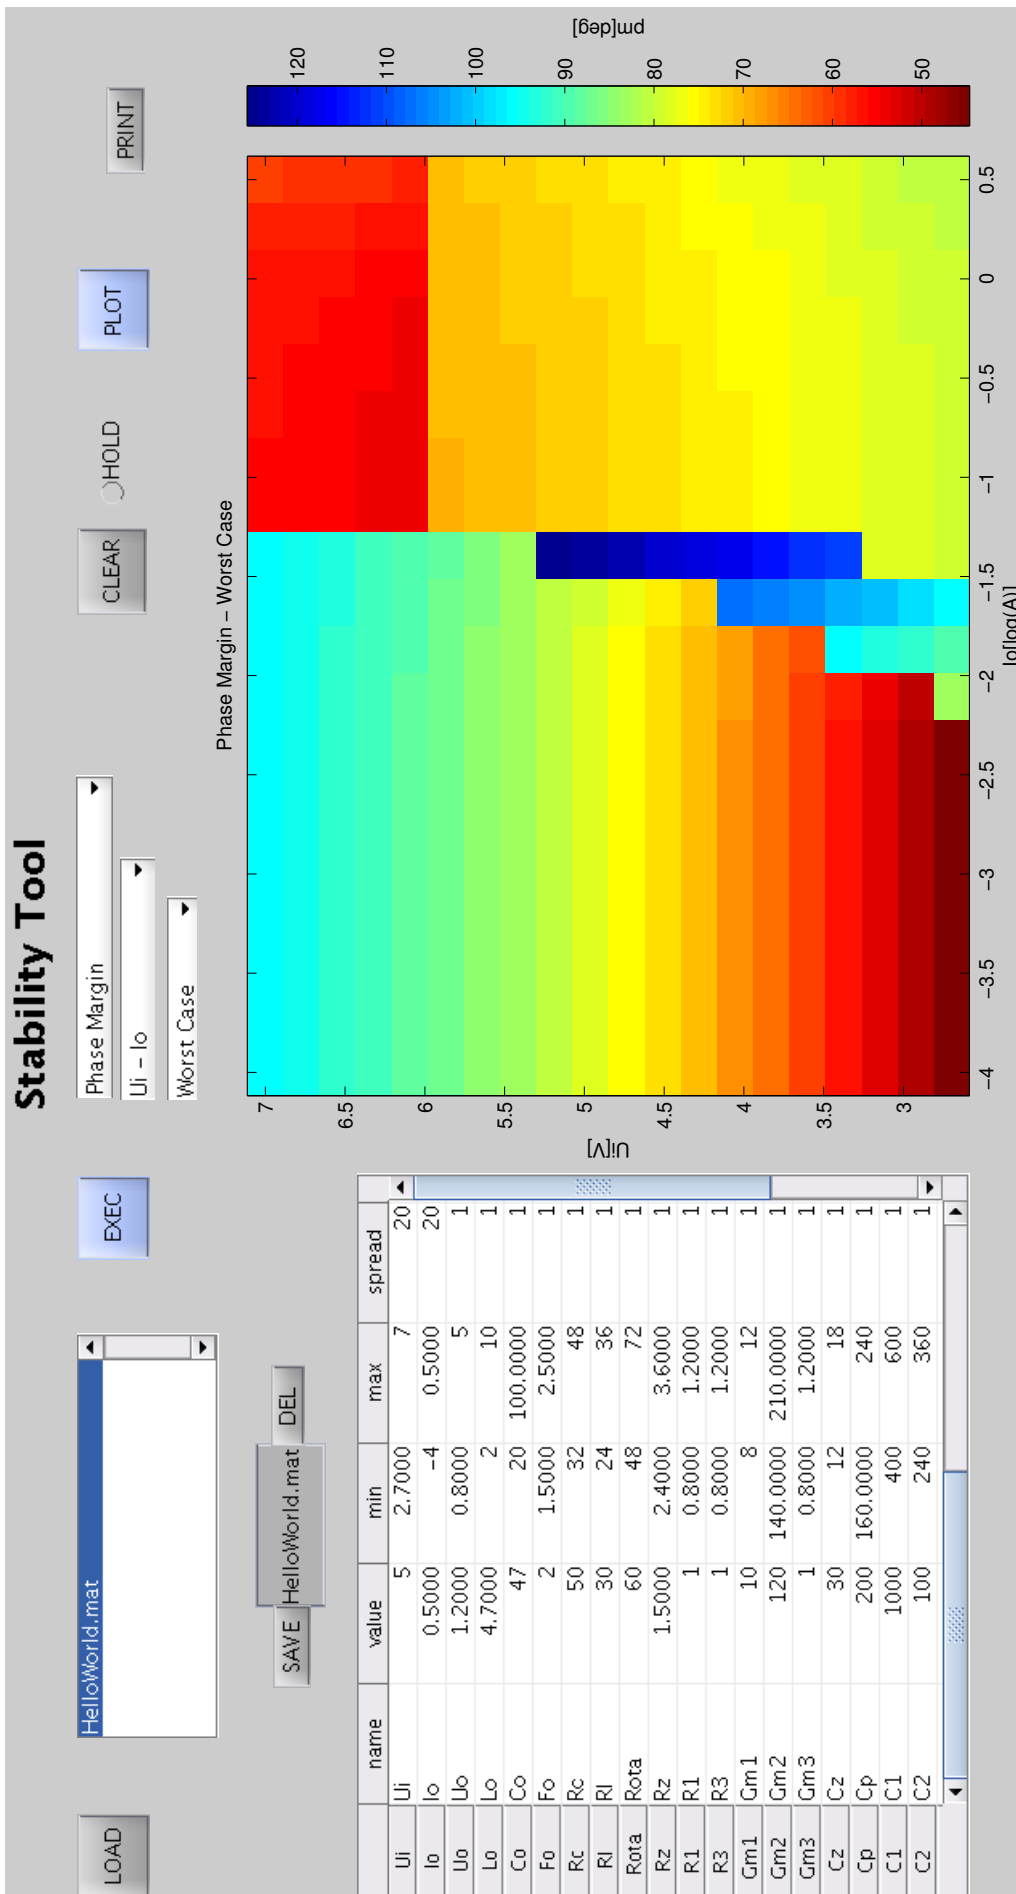 Stability Tool
LOAD
HelloWorld.mat
EXEC
Phase Margin
Ui − Io
Worst Case
CLEAR
HOLD
PLOT
PRINT
SAVE
HelloWorld.mat
DEL
name value min max spread
Ui Ui 5 2.7000 7 20
Io Io 0.5000 −4 0.5000 20
Uo Uo 1.2000 0.8000 5 1
Lo Lo 4.7000 2 10 1
Co Co 47 20 100.0000 1
Fo Fo 2 1.5000 2.5000 1
Rc Rc 50 32 48 1
Rl Rl 30 24 36 1
Rota Rota 60 48 72 1
Rz Rz 1.5000 2.4000 3.6000 1
R1 R1 1 0.8000 1.2000 1
R3 R3 1 0.8000 1.2000 1
Gm1 Gm1 10 8 12 1
Gm2 Gm2 120 140.0000 210.0000 1
Gm3 Gm3 1 0.8000 1.2000 1
Cz Cz 30 12 18 1
Cp Cp 200 160.0000 240 1
C1 C1 1000 400 600 1
C2 C2 100 240 360 1
Phase Margin − Worst Case
Ui[V]
7
6.5
6
5.5
5
4.5
4
3.5
3
−4 −3.5 −3 −2.5 −2 −1.5 −1 −0.5 0 0.5
Io[log(A)]
120
110
100
90
80
70
60
50
pm[deg]